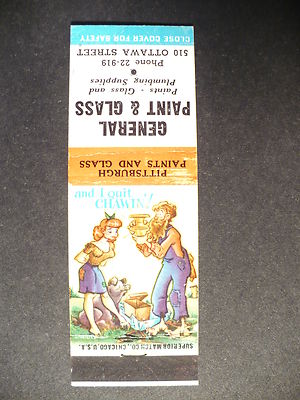 CLOSE COVER FOR SAFETY
510 OTTAWA STREET
Phone 22-919
Plumbing Supplies
Paints - Glass and
PAINT & GLASS
GENERAL
PAINTS AND GLASS
PITTSBURGH
and I quit
CHAWIN'!
SUPERIOR MATCH CO., CHICAGO, U.S.A.